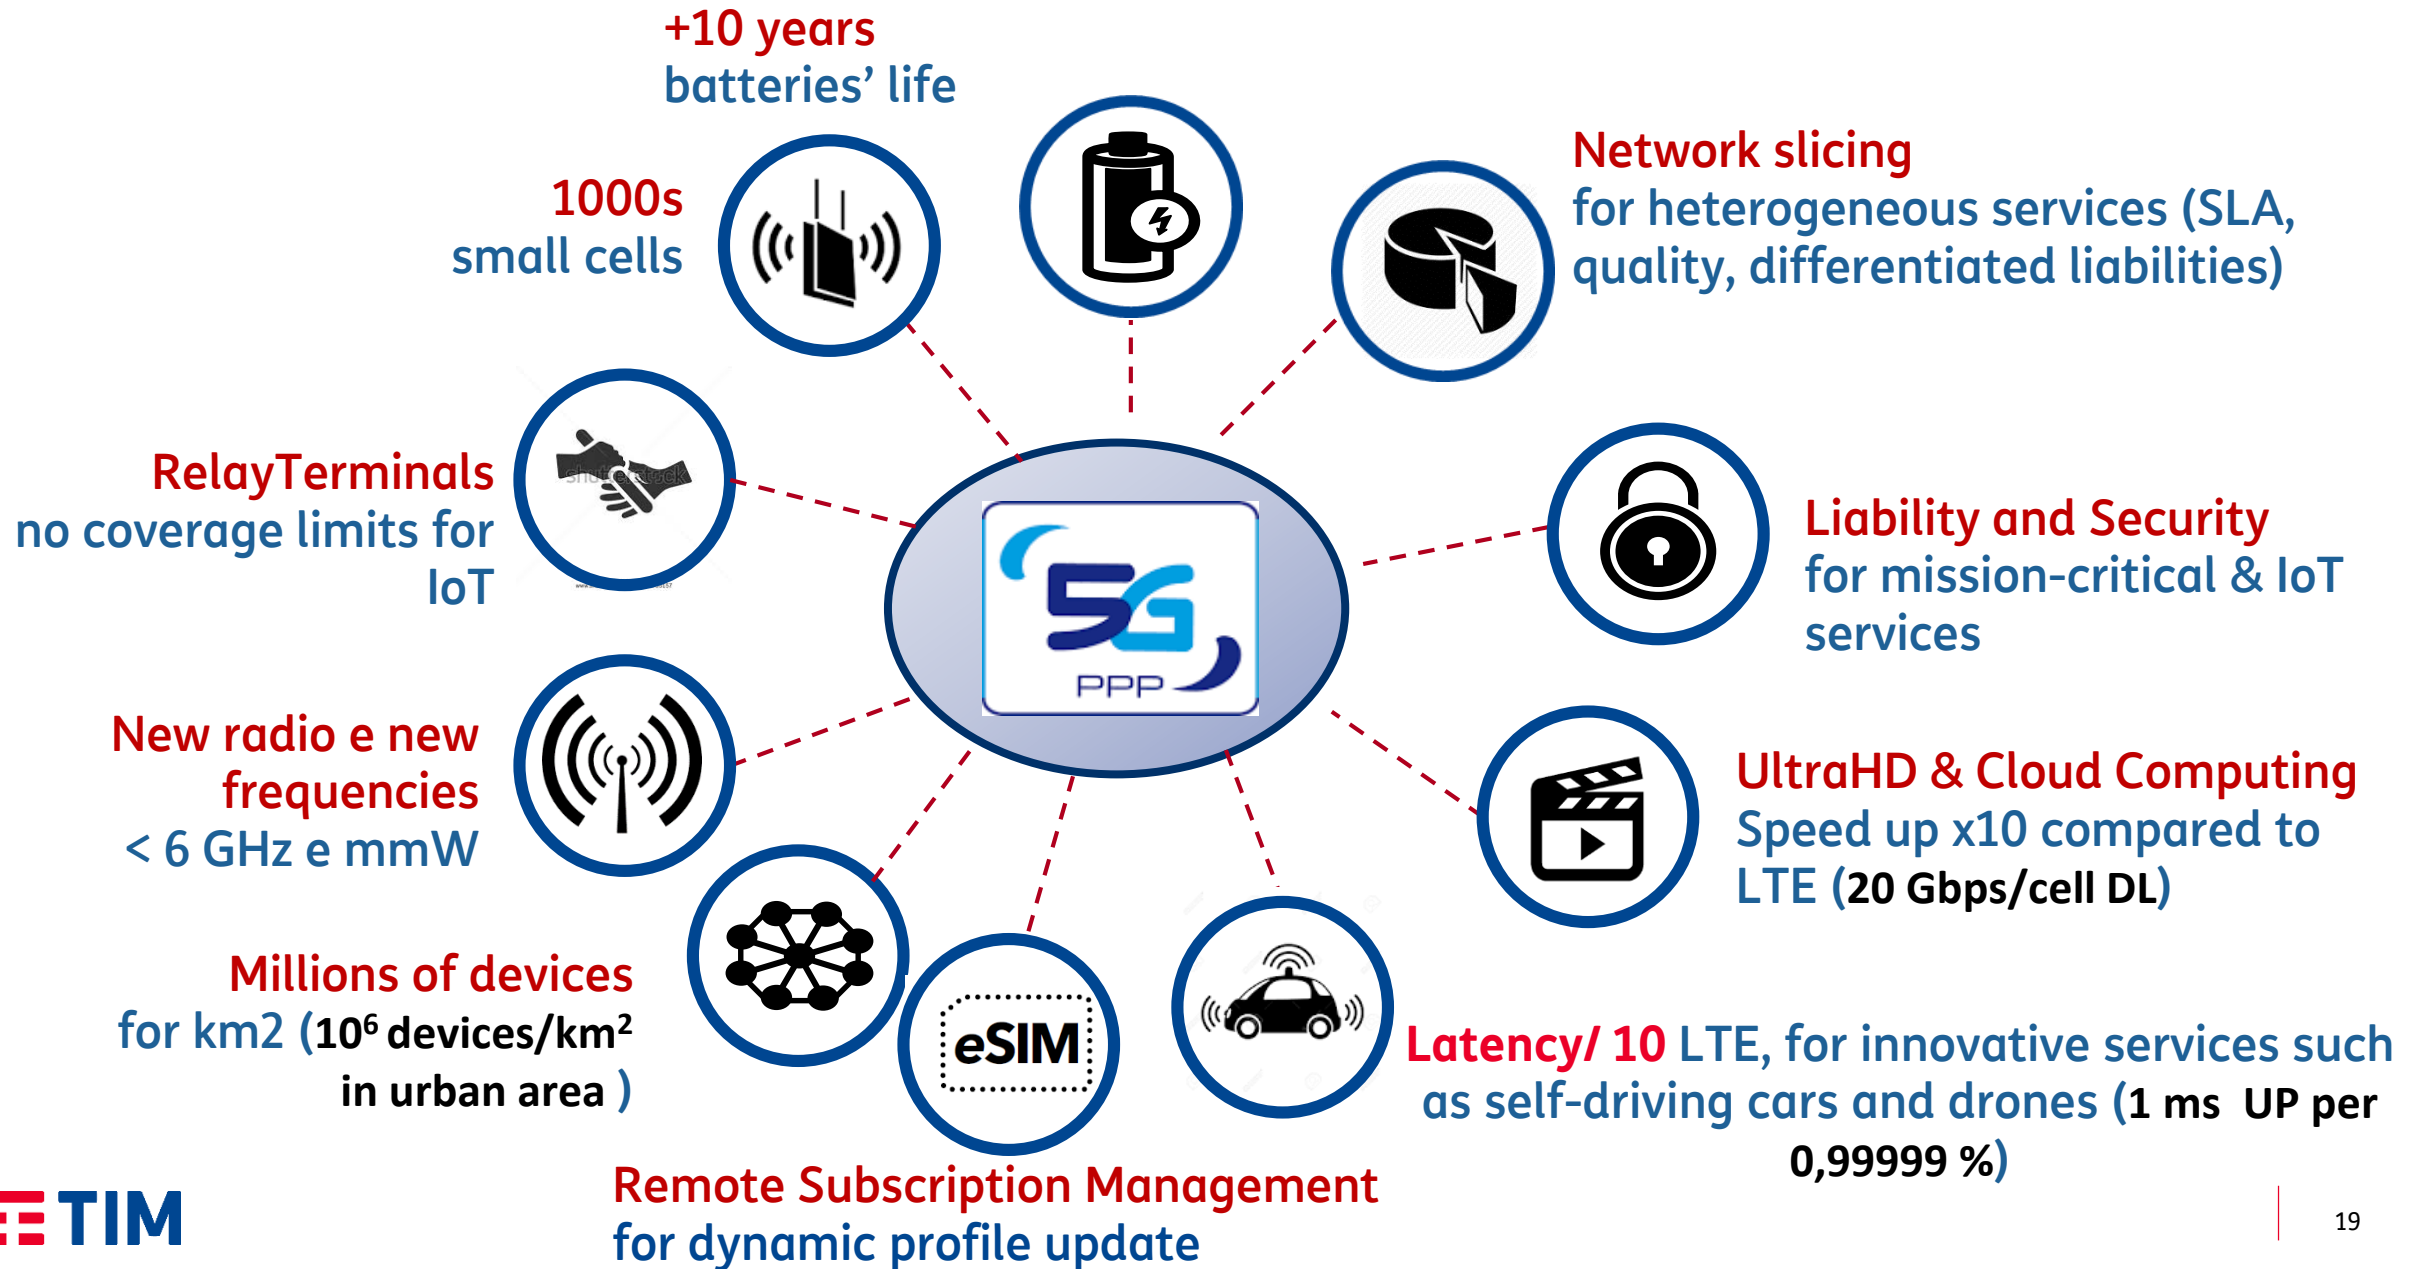 +10 years
batteries’ life
1000s
small cells
Network slicing
for heterogeneous services (SLA,
quality, differentiated liabilities)
RelayTerminals
no coverage limits for
IoT
shutterstock
5G
PPP
Liability and Security
for mission-critical & IoT
services
New radio e new
frequencies
< 6 GHz e mmW
UltraHD & Cloud Computing
Speed up x10 compared to
LTE (20 Gbps/cell DL)
Millions of devices
for km2 (10⁶ devices/km²
in urban area )
eSIM
Latency/ 10 LTE, for innovative services such
as self-driving cars and drones (1 ms UP per
0,99999 %)
Remote Subscription Management
for dynamic profile update
TIM
19